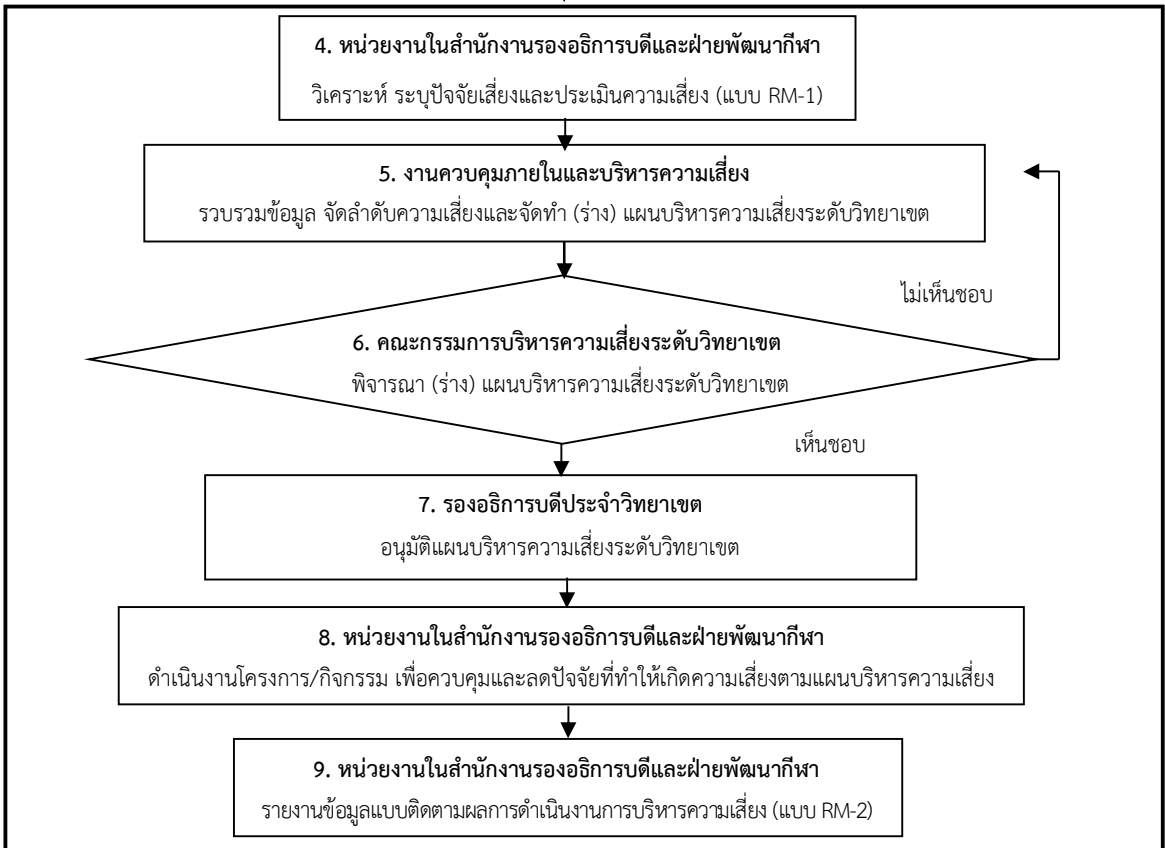 4. หน่วยงานในสำนักงานรองอธิการบดีและฝ่ายพัฒนากีฬา
วิเคราะห์ ระบุปัจจัยเสี่ยงและประเมินความเสี่ยง (แบบ RM-1)
5. งานควบคุมภายในและบริหารความเสี่ยง
รวบรวมข้อมูล จัดลำดับความเสี่ยงและจัดทำ (ร่าง) แผนบริหารความเสี่ยงระดับวิทยาเขต
ไม่เห็นชอบ
6. คณะกรรมการบริหารความเสี่ยงระดับวิทยาเขต
พิจารณา (ร่าง) แผนบริหารความเสี่ยงระดับวิทยาเขต
เห็นชอบ
7. รองอธิการบดีประจำวิทยาเขต
อนุมัติแผนบริหารความเสี่ยงระดับวิทยาเขต
8. หน่วยงานในสำนักงานรองอธิการบดีและฝ่ายพัฒนากีฬา
ดำเนินงานโครงการ/กิจกรรม เพื่อควบคุมและลดปัจจัยที่ทำให้เกิดความเสี่ยงตามแผนบริหารความเสี่ยง
9. หน่วยงานในสำนักงานรองอธิการบดีและฝ่ายพัฒนากีฬา
รายงานข้อมูลแบบติดตามผลการดำเนินงานการบริหารความเสี่ยง (แบบ RM-2)